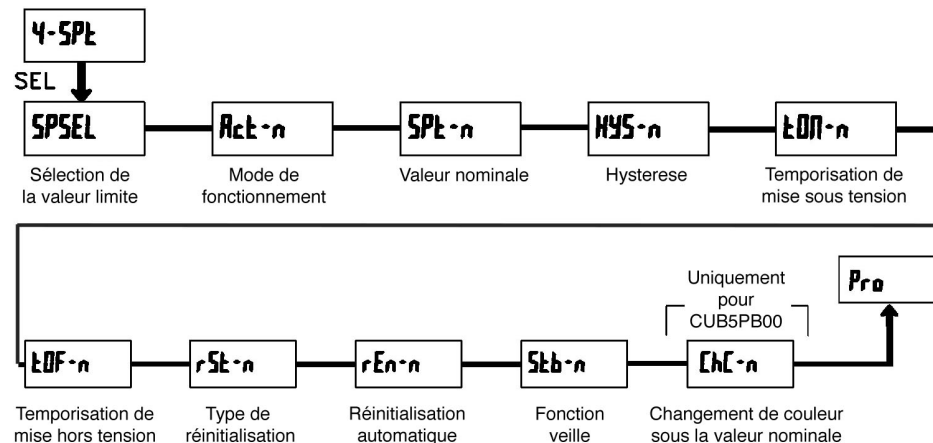 4-SPt
SEL
SPSEL
Act-n
SPt-n
HYS-n
tON-n
Sélection de
la valeur limite
Mode de
fonctionnement
Valeur nominale
Hysterese
Temporisation de
mise sous tension
Uniquement
pour
CUB5PB00
Pro
tOF-n
rSt-n
rEn-n
Stb-n
ChC-n
Temporisation de
mise hors tension
Type de
réinitialisation
Réinitialisation
automatique
Fonction
veille
Changement de couleur
sous la valeur nominale